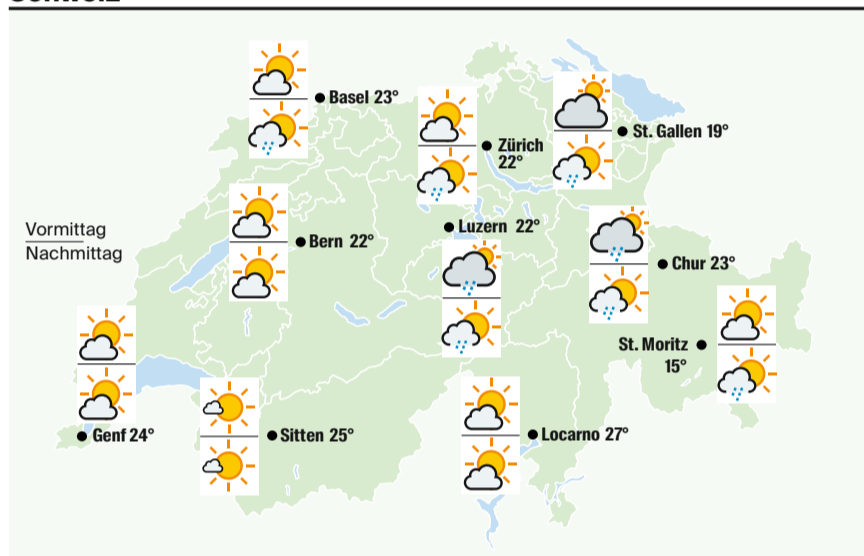 Schweiz
Basel 23°
Zürich
22°
St. Gallen 19°
Vormittag
Nachmittag
Bern 22°
Luzern 22°
Chur 23°
St. Moritz
15°
Genf 24°
Sitten 25°
Locarno 27°